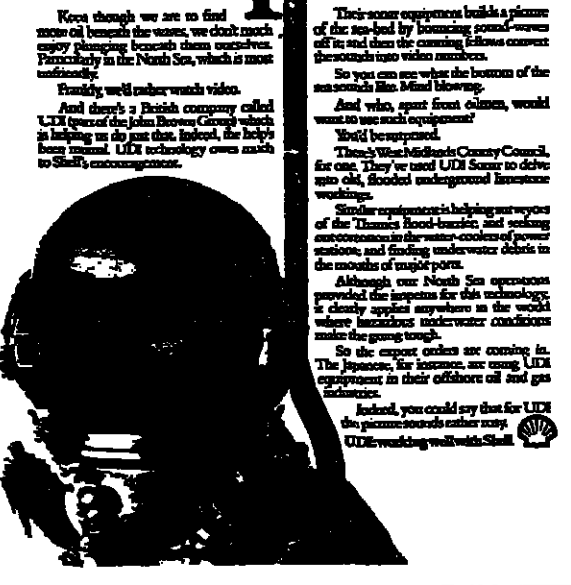 Keen though we are to find
more oil beneath the waves, we don't much
enjoy plunging beneath them ourselves.
Particularly in the North Sea, which is most
unfriendly.
Frankly, we'd rather watch video.
And there's a British company called
UDI (part of the John Brown Group) which
is helping us do just that. Indeed, the help's
been mutual. UDI technology owes much
to Shell's encouragement.
Their sonar equipment builds a picture
of the sea-bed by bouncing sound-waves
off it; and then the cunning fellows convert
the sounds into video numbers.
So you can see what the bottom of the
sea sounds like. Mind blowing.
And who, apart from oilmen, would
want to use such equipment?
You'd be surprised.
There's West Midlands County Council,
for one. They've used UDI Sonar to delve
into old, flooded underground limestone
workings.
Similar equipment is helping surveyors
of the Thames flood-barrier, and seeking
out corrosion in the water-coolers of power
stations; and finding underwater debris in
the mouths of major ports.
Although our North Sea operations
provided the impetus for this technology,
it clearly applies anywhere in the world
where hazardous underwater conditions
make the going tough.
So the export orders are coming in.
The Japanese, for instance, are using UDI
equipment in their offshore oil and gas
industries.
Indeed, you could say that for UDI
the picture sounds rather rosy.
UDI: working well with Shell.